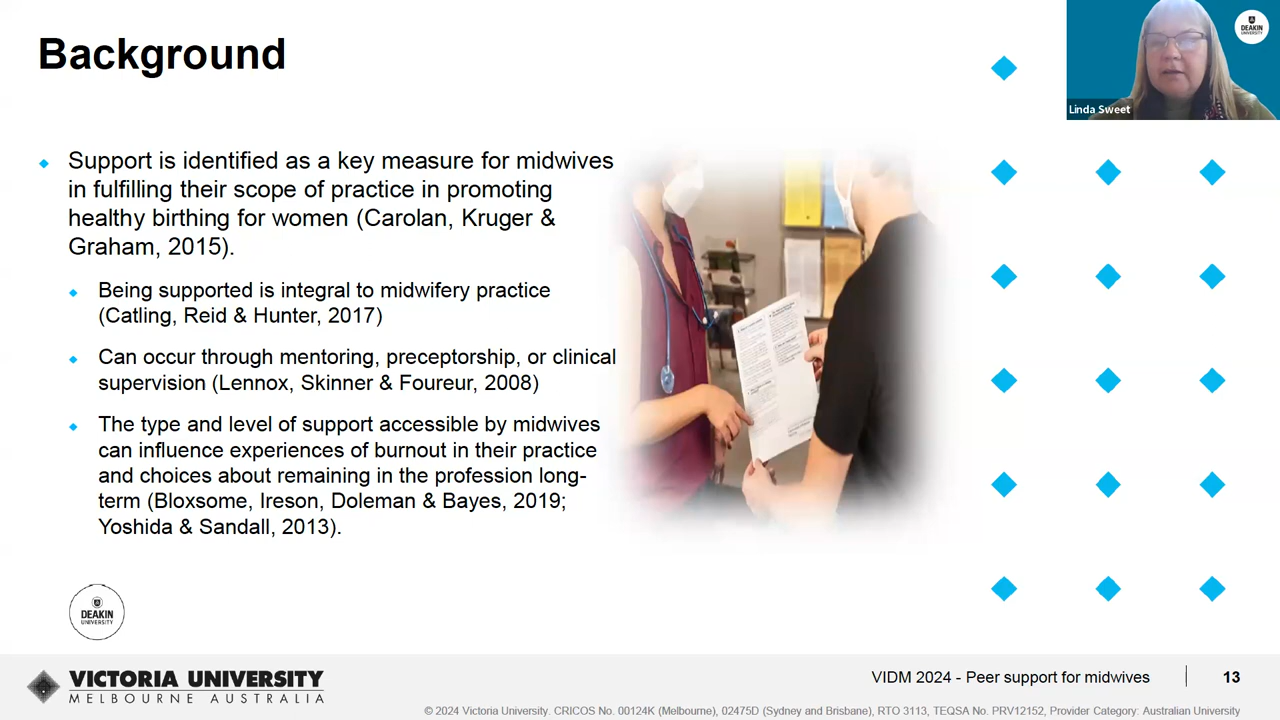 Background
DEAKIN
UNIVERSITY
Linda Sweet
Support is identified as a key measure for midwives
in fulfilling their scope of practice in promoting
healthy birthing for women (Carolan, Kruger &
Graham, 2015).
Being supported is integral to midwifery practice
(Catling, Reid & Hunter, 2017)
Can occur through mentoring, preceptorship, or clinical
supervision (Lennox, Skinner & Foureur, 2008)
The type and level of support accessible by midwives
can influence experiences of burnout in their practice
and choices about remaining in the profession long-
term (Bloxsome, Ireson, Doleman & Bayes, 2019;
Yoshida & Sandall, 2013).
DEAKIN
UNIVERSITY
VICTORIA UNIVERSITY
MELBOURNE AUSTRALIA
VIDM 2024 - Peer support for midwives
13
© 2024 Victoria University. CRICOS No. 00124K (Melbourne), 02475D (Sydney and Brisbane), RTO 3113, TEQSA No. PRV12152, Provider Category: Australian University